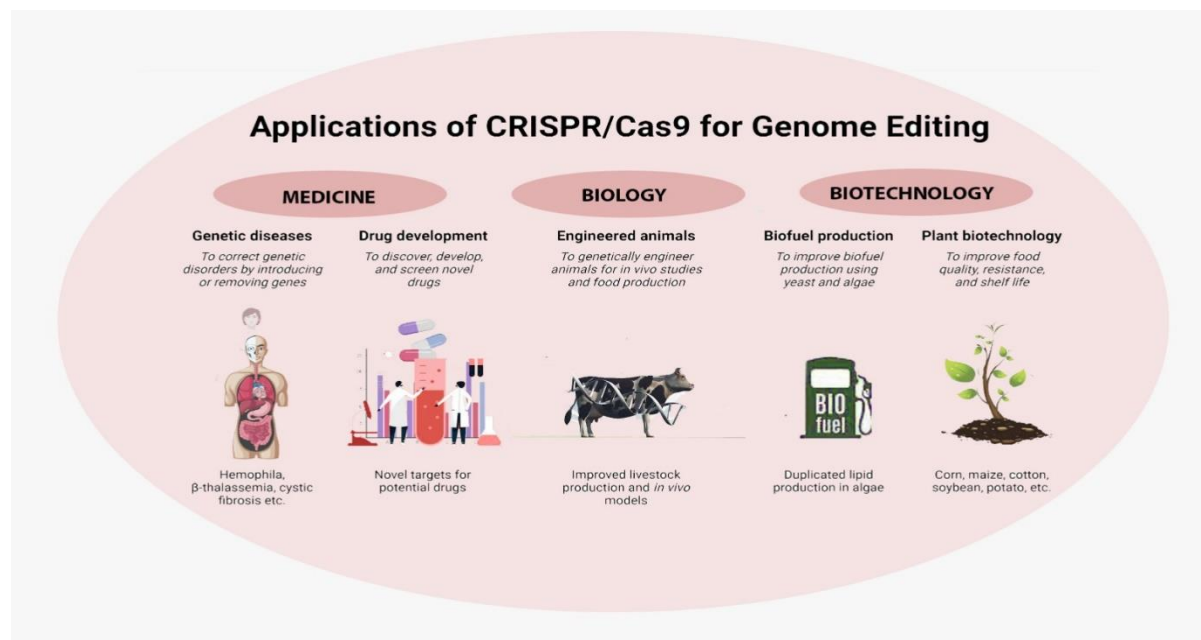 Applications of CRISPR/Cas9 for Genome Editing
MEDICINE
BIOLOGY
BIOTECHNOLOGY
Genetic diseases
To correct genetic
disorders by introducing
or removing genes
Hemophila,
β-thalassemia, cystic
fibrosis etc.
Drug development
To discover, develop,
and screen novel
drugs
Novel targets for
potential drugs
Engineered animals
To genetically engineer
animals for in vivo studies
and food production
Improved livestock
production and in vivo
models
Biofuel production
To improve biofuel
production using
yeast and algae
BIO
fuel
Duplicated lipid
production in algae
Plant biotechnology
To improve food
quality, resistance,
and shelf life
Corn, maize, cotton,
soybean, potato, etc.